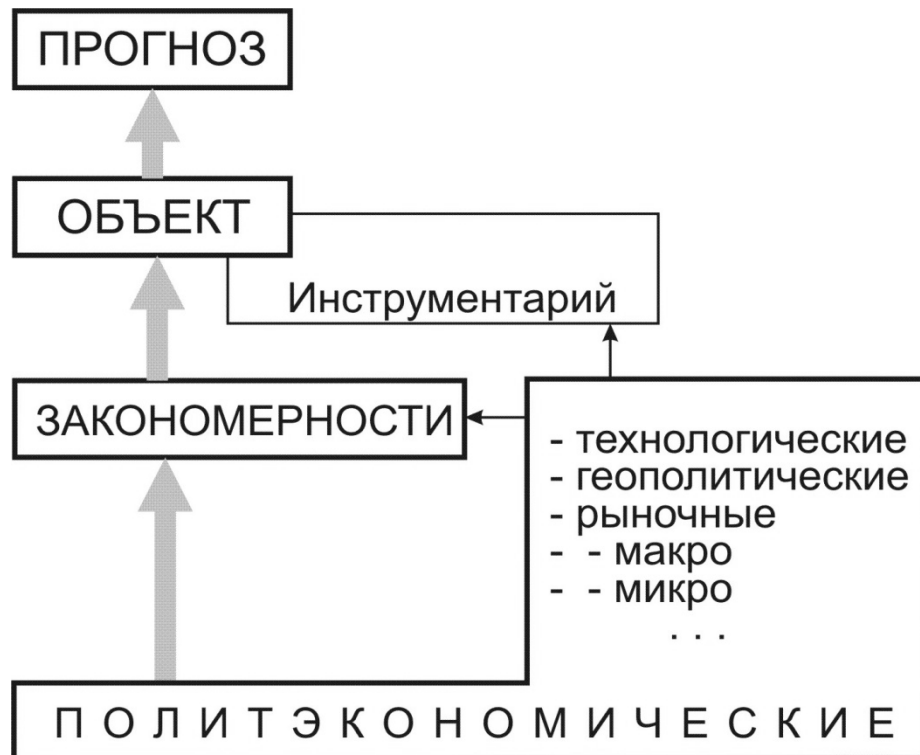 ПРОГНОЗ
ОБЪЕКТ
Инструментарий
ЗАКОНОМЕРНОСТИ
- технологические
- геополитические
- рыночные
- - макро
- - микро
. . .
П О Л И Т Э К О Н О М И Ч Е С К И Е